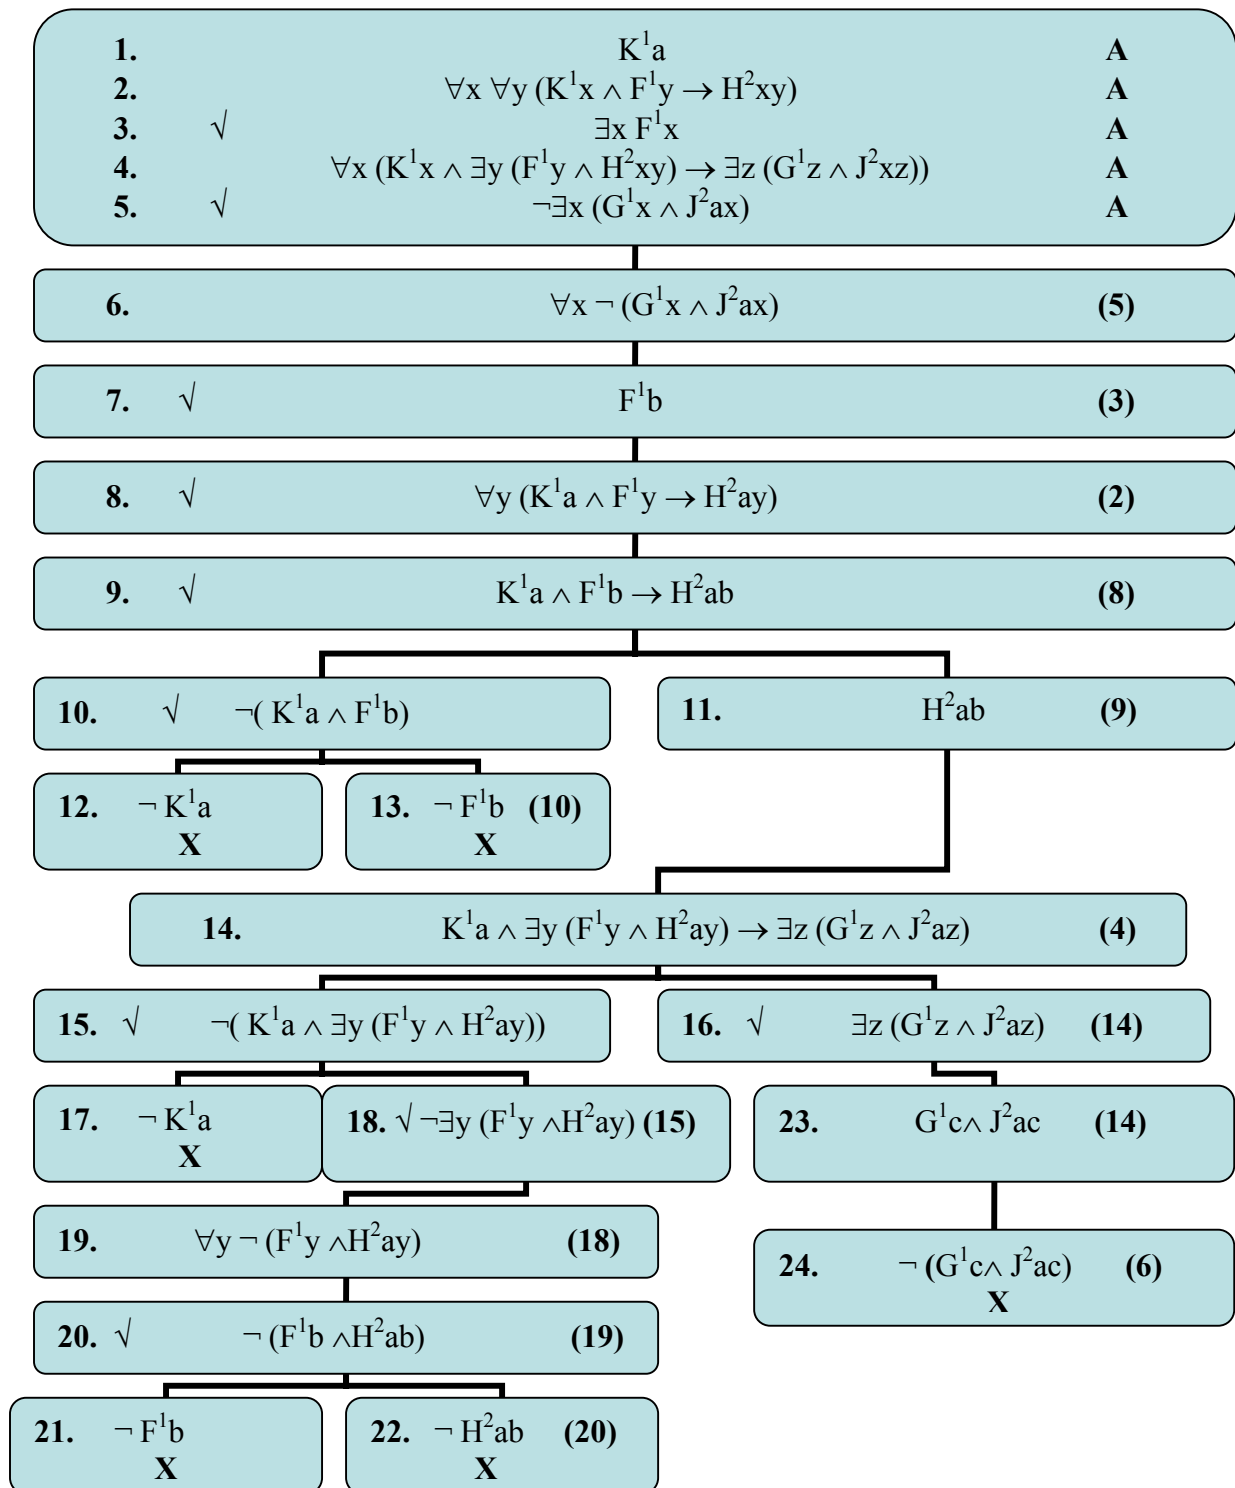 1. K¹a A
2. ∀x ∀y (K¹x ∧ F¹y → H²xy) A
3. √ ∃x F¹x A
4. ∀x (K¹x ∧ ∃y (F¹y ∧ H²xy) → ∃z (G¹z ∧ J²xz)) A
5. √ ¬∃x (G¹x ∧ J²ax) A
6. ∀x ¬ (G¹x ∧ J²ax) (5)
7. √ F¹b (3)
8. √ ∀y (K¹a ∧ F¹y → H²ay) (2)
9. √ K¹a ∧ F¹b → H²ab (8)
10. √ ¬( K¹a ∧ F¹b)
11. H²ab (9)
12. ¬ K¹a
X
13. ¬ F¹b (10)
X
14. K¹a ∧ ∃y (F¹y ∧ H²ay) → ∃z (G¹z ∧ J²az) (4)
15. √ ¬( K¹a ∧ ∃y (F¹y ∧ H²ay))
16. √ ∃z (G¹z ∧ J²az) (14)
17. ¬ K¹a
X
18. √ ¬∃y (F¹y ∧H²ay) (15)
23. G¹c∧ J²ac (14)
19. ∀y ¬ (F¹y ∧H²ay) (18)
24. ¬ (G¹c∧ J²ac) (6)
X
20. √ ¬ (F¹b ∧H²ab) (19)
21. ¬ F¹b
X
22. ¬ H²ab (20)
X